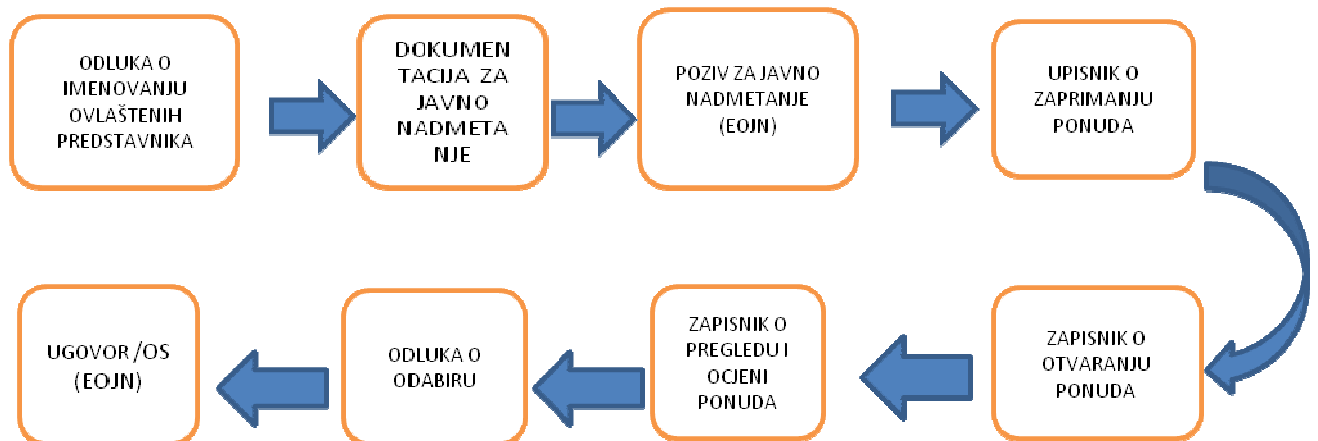 ODLUKA O
IMENOVANJU
OVLAŠTENIH
PREDSTAVNIKA
DOKUMEN
TACIJA ZA
JAVNO
NADMETA
NJE
POZIV ZA JAVNO
NADMETANJE
(EOJN)
UPISNIK O
ZAPRIMANJU
PONUDA
ZAPISNIK O
OTVARANJU
PONUDA
ZAPISNIK O
PREGLEDU I
OCJENI
PONUDA
ODLUKA O
ODABIRU
UGOVOR /OS
(EOJN)